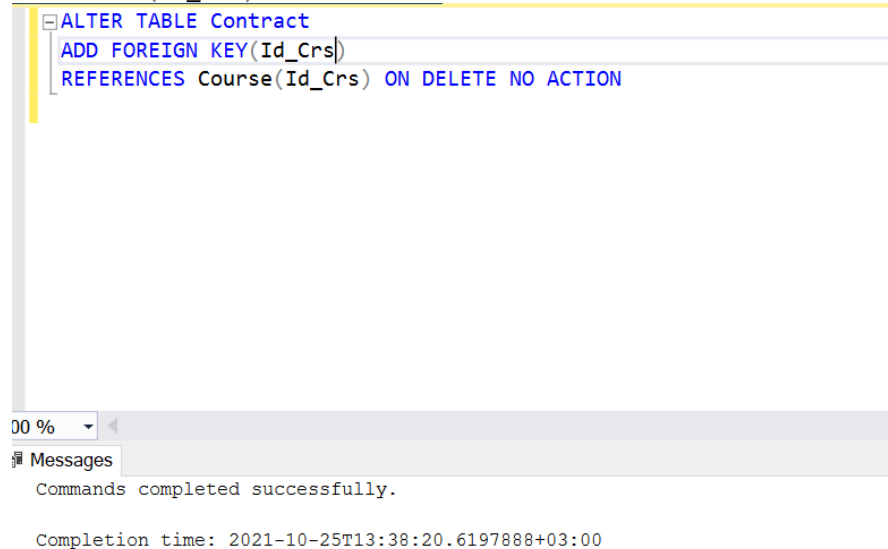 ALTER TABLE Contract
ADD FOREIGN KEY(Id_Crs)
REFERENCES Course(Id_Crs) ON DELETE NO ACTION
00 %
Messages
Commands completed successfully.
Completion time: 2021-10-25T13:38:20.6197888+03:00